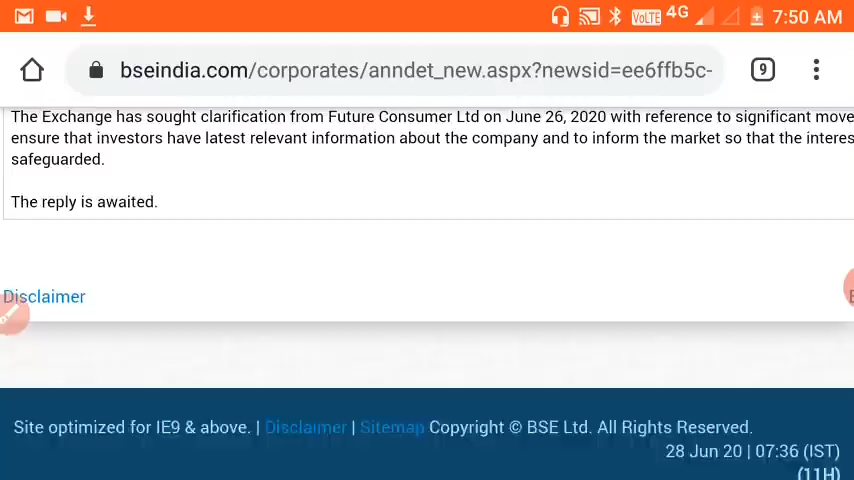 VoLTE 4G 7:50 AM
bseindia.com/corporates/anndet_new.aspx?newsid=ee6ffb5c-
9
The Exchange has sought clarification from Future Consumer Ltd on June 26, 2020 with reference to significant move
ensure that investors have latest relevant information about the company and to inform the market so that the interes
safeguarded.
The reply is awaited.
Disclaimer
Site optimized for IE9 & above. | Disclaimer | Sitemap Copyright © BSE Ltd. All Rights Reserved.
28 Jun 20 | 07:36 (IST)
(11H)